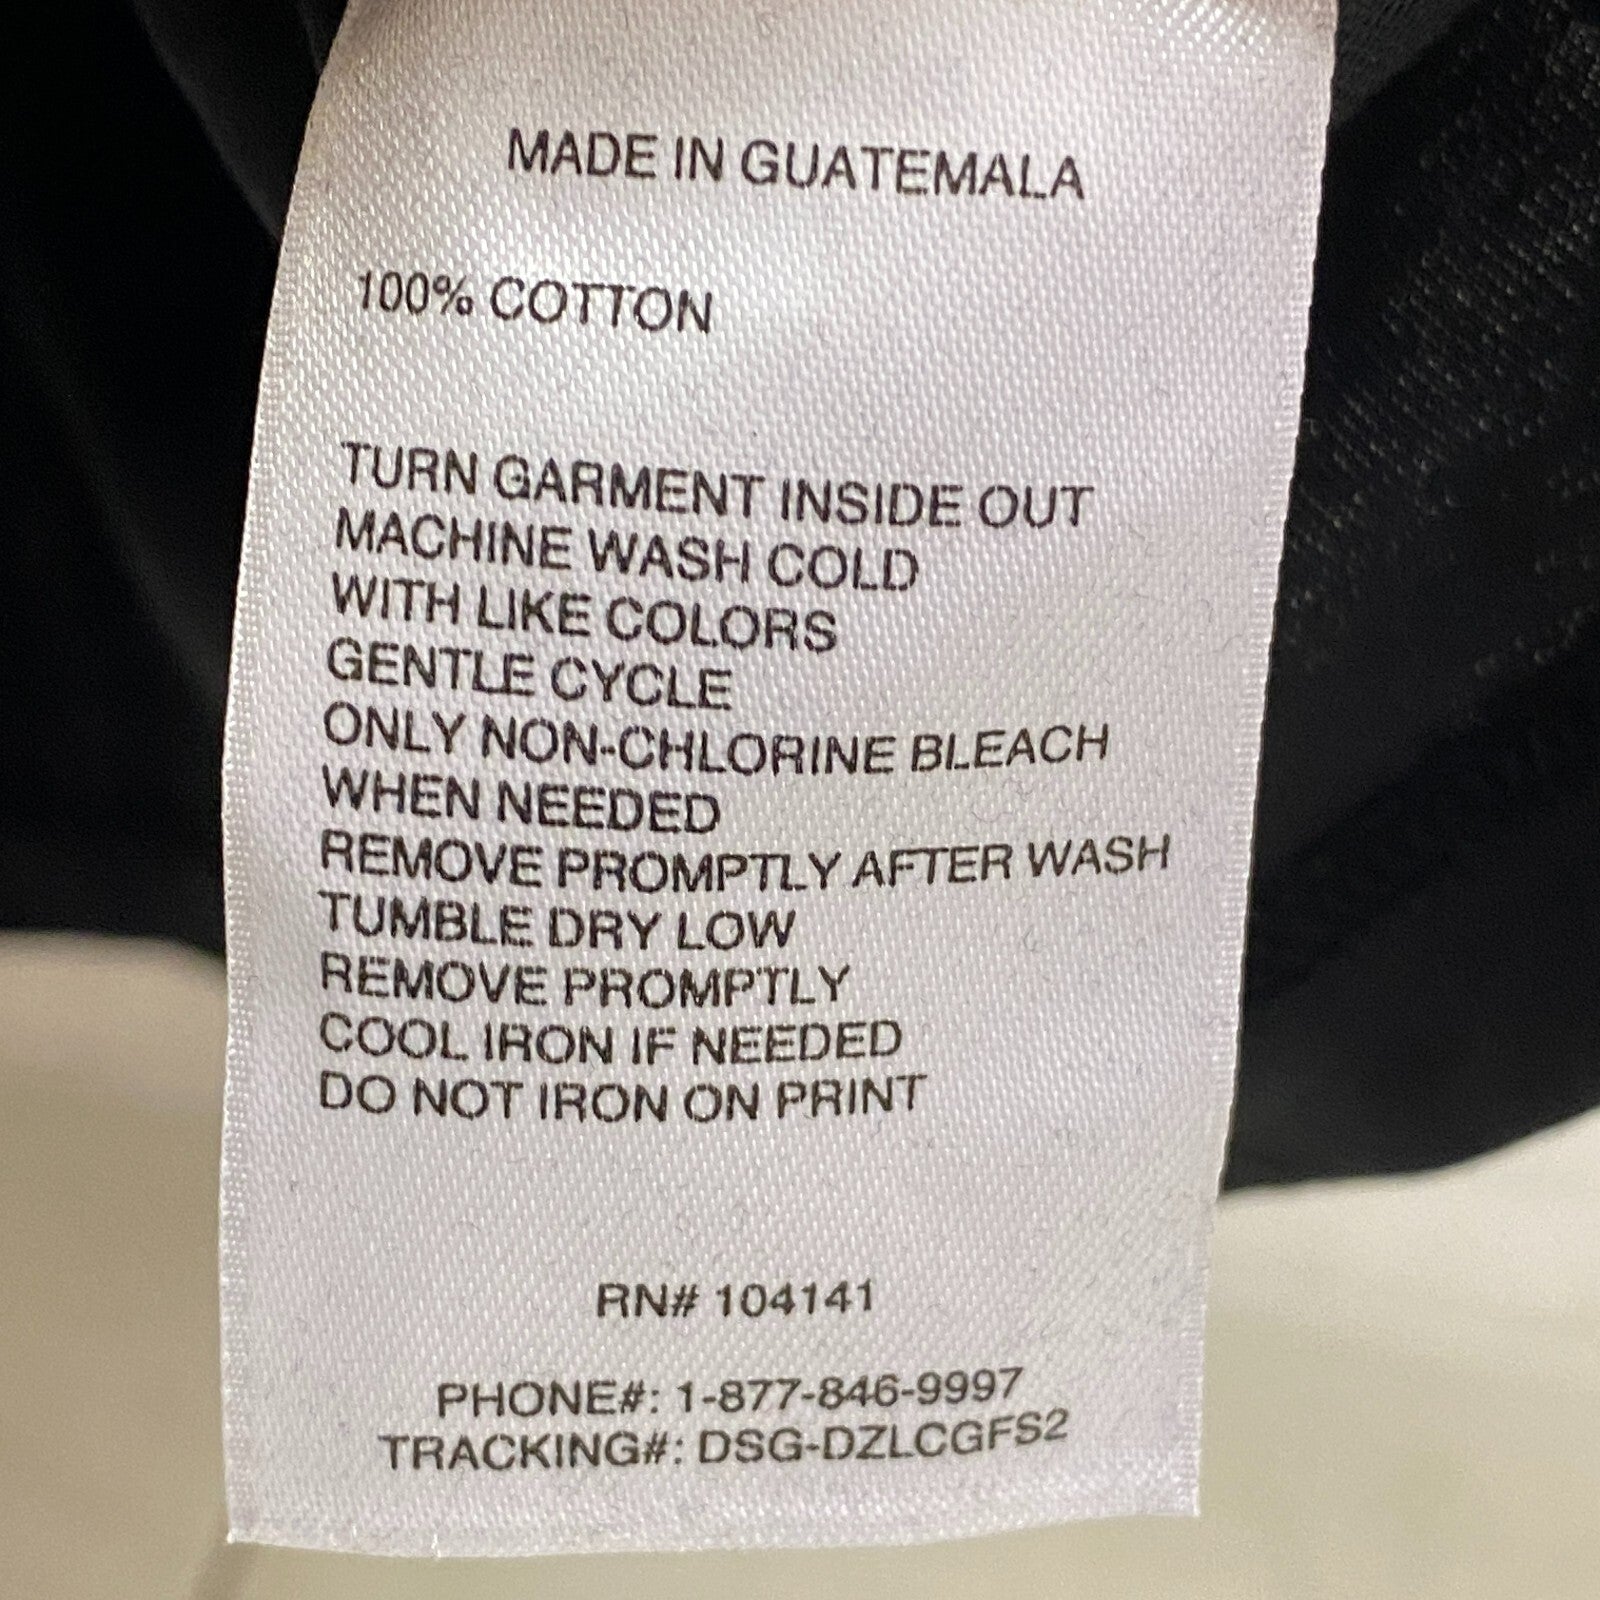 MADE IN GUATEMALA
100% COTTON
TURN GARMENT INSIDE OUT
MACHINE WASH COLD
WITH LIKE COLORS
GENTLE CYCLE
ONLY NON-CHLORINE BLEACH
WHEN NEEDED
REMOVE PROMPTLY AFTER WASH
TUMBLE DRY LOW
REMOVE PROMPTLY
COOL IRON IF NEEDED
DO NOT IRON ON PRINT
RN# 104141
PHONE#: 1-877-846-9997
TRACKING#: DSG-DZLCGFS2